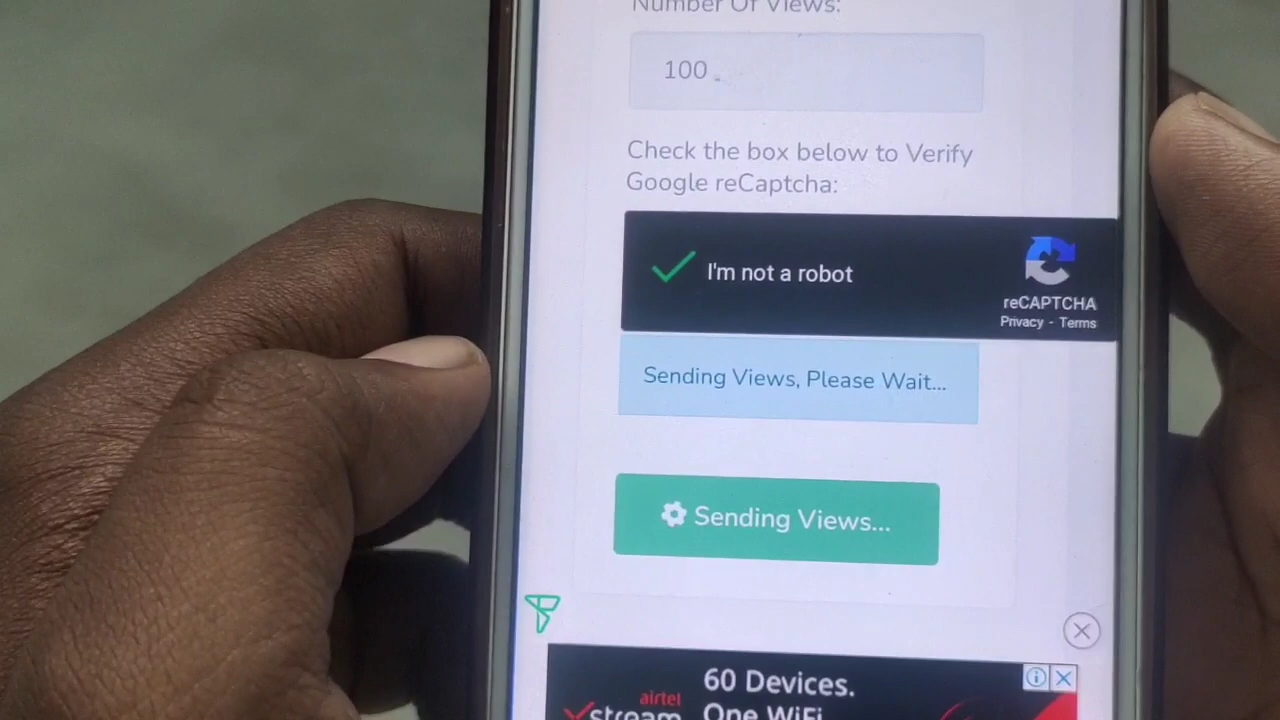 Number Of Views:
100
Check the box below to Verify
Google reCaptcha:
I'm not a robot
reCAPTCHA
Privacy - Terms
Sending Views, Please Wait...
Sending Views...
60 Devices.
airtel
Xstream
One WiFi